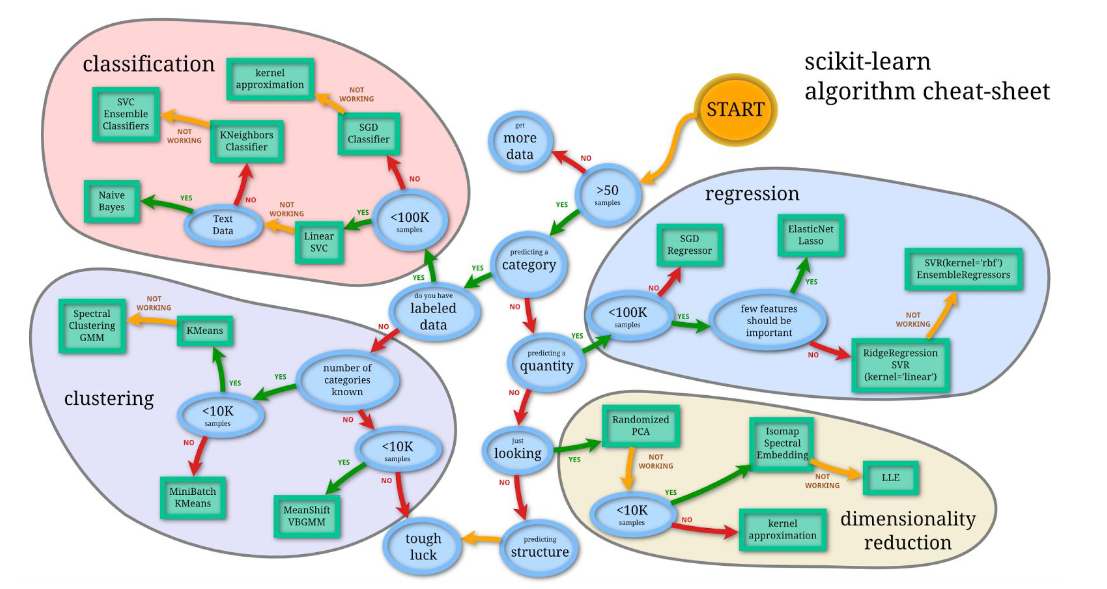 scikit-learn
algorithm cheat-sheet
START
get
more
data
NO
>50
samples
YES
predicting a
category
YES
NO
do you have
labeled
data
YES
NO
predicting a
quantity
YES
NO
just
looking
YES
NO
predicting
structure
tough
luck
classification
kernel
approximation
NOT
WORKING
SVC
Ensemble
Classifiers
NOT
WORKING
KNeighbors
Classifier
SGD
Classifier
NO
Naive
Bayes
YES
NO
Text
Data
NOT
WORKING
Linear
SVC
YES
<100K
samples
clustering
Spectral
Clustering
GMM
NOT
WORKING
KMeans
YES
YES
number of
categories
known
<10K
samples
NO
NO
<10K
samples
YES
NO
MiniBatch
KMeans
MeanShift
VBGMM
regression
SGD
Regressor
ElasticNet
Lasso
SVR(kernel='rbf')
EnsembleRegressors
NO
YES
<100K
samples
YES
few features
should be
important
NOT
WORKING
NO
RidgeRegression
SVR
(kernel='linear')
Randomized
PCA
Isomap
Spectral
Embedding
NOT
WORKING
NOT
WORKING
LLE
YES
<10K
samples
NO
kernel
approximation
dimensionality
reduction